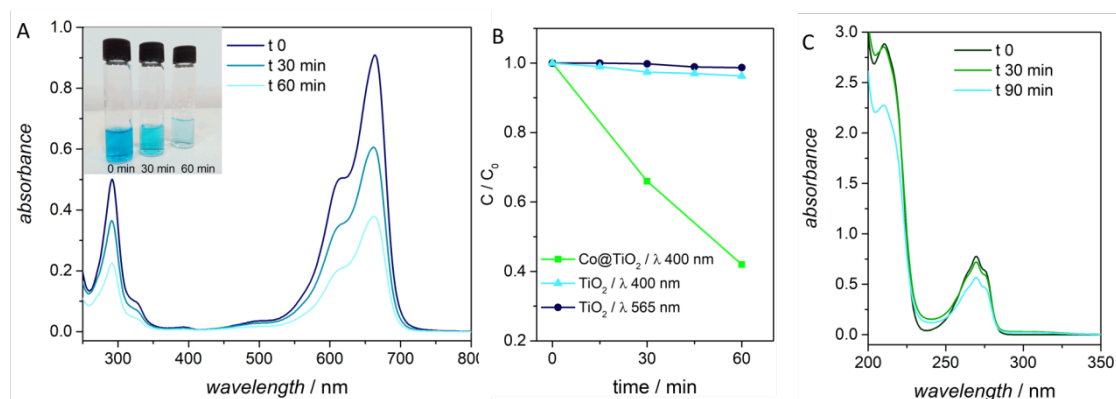 A
1.0
0.8
0.6
0.4
0.2
0.0
absorbance
t 0
t 30 min
t 60 min
0 min 30 min 60 min
300 400 500 600 700 800
wavelength / nm
B
1.0
0.8
0.6
0.4
0.2
C / C0
Co@TiO2 / λ 400 nm
TiO2 / λ 400 nm
TiO2 / λ 565 nm
0 30 60
time / min
C
3.0
2.5
2.0
1.5
1.0
0.5
0.0
absorbance
t 0
t 30 min
t 90 min
200 250 300 350
wavelength / nm